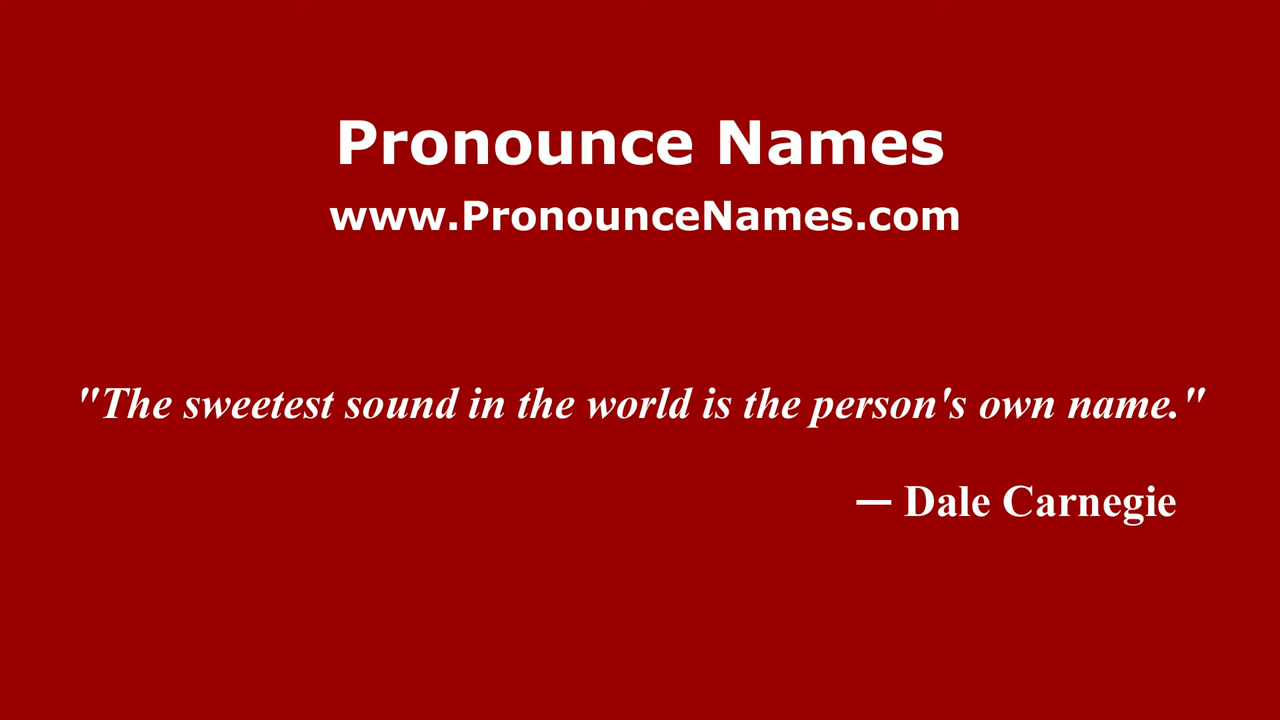 Pronounce Names
www.PronounceNames.com
"The sweetest sound in the world is the person's own name."
— Dale Carnegie